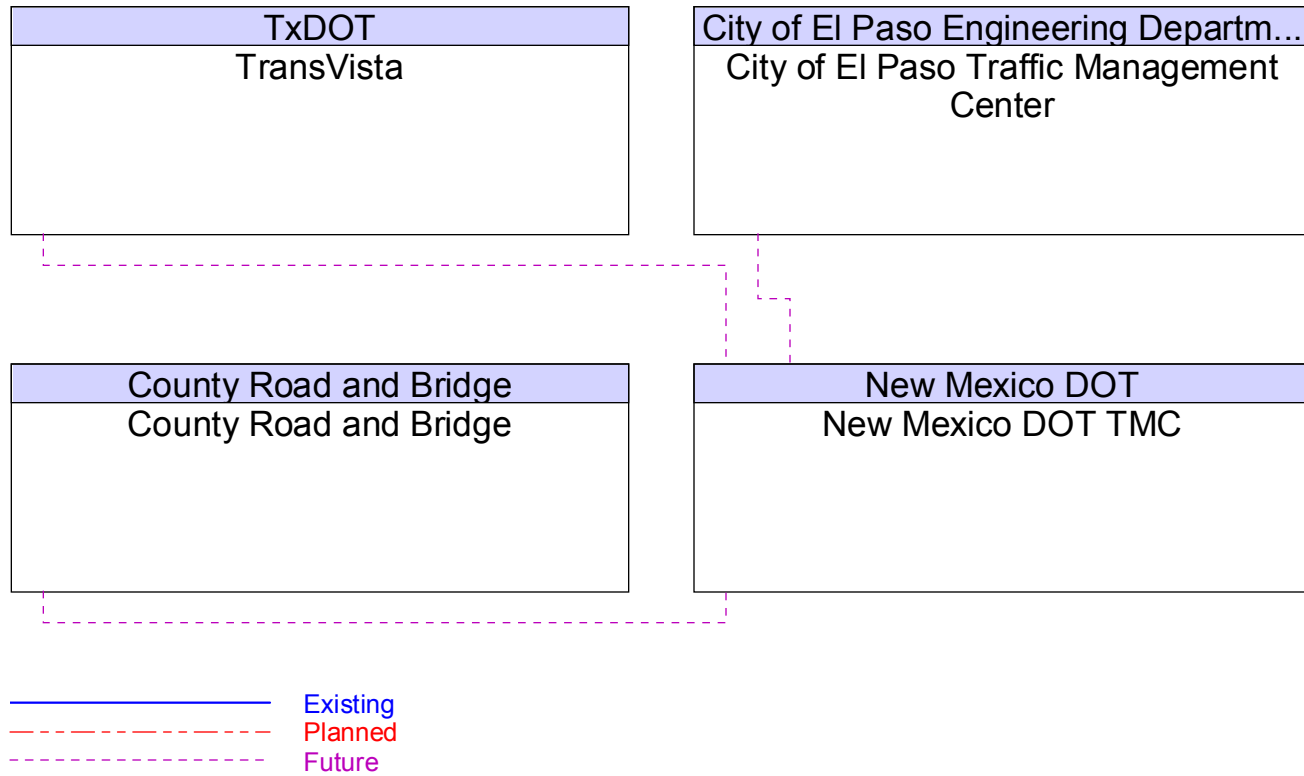 TxDOT
TransVista
City of El Paso Engineering Departm...
City of El Paso Traffic Management
Center
County Road and Bridge
County Road and Bridge
New Mexico DOT
New Mexico DOT TMC
Existing
Planned
Future